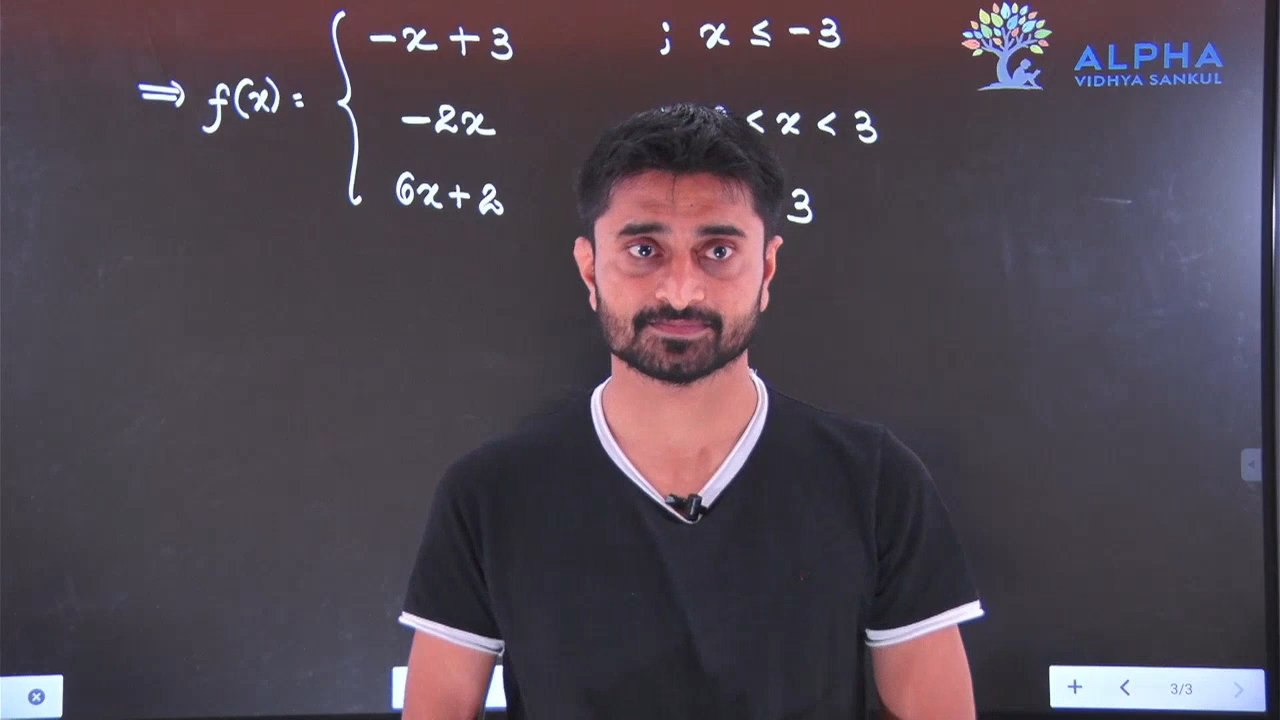 ALPHA
VIDHYA SANKUL
⇒ f(x) = { -x + 3 ; x ≤ -3
-2x < x < 3
6x + 2 3
3/3